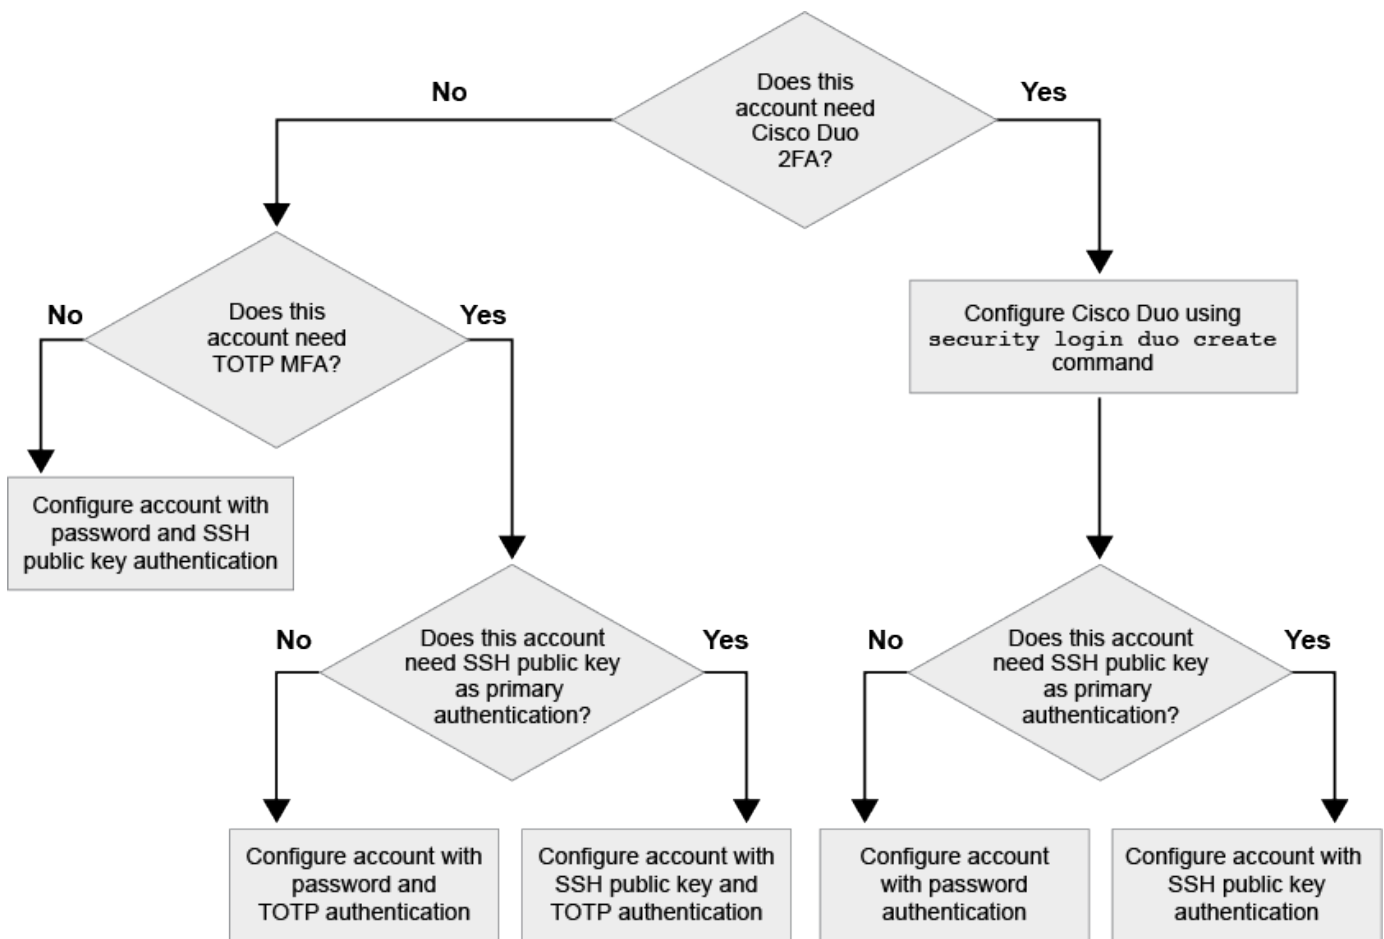 Does this
account need
Cisco Duo
2FA?
No
Yes
Does this
account need
TOTP MFA?
No
Yes
Configure Cisco Duo using
security login duo create
command
Configure account with
password and SSH
public key authentication
Does this account
need SSH public key
as primary
authentication?
No
Yes
Does this account
need SSH public key
as primary
authentication?
No
Yes
Configure account with
password and
TOTP authentication
Configure account with
SSH public key and
TOTP authentication
Configure account
with password
authentication
Configure account with
SSH public key
authentication